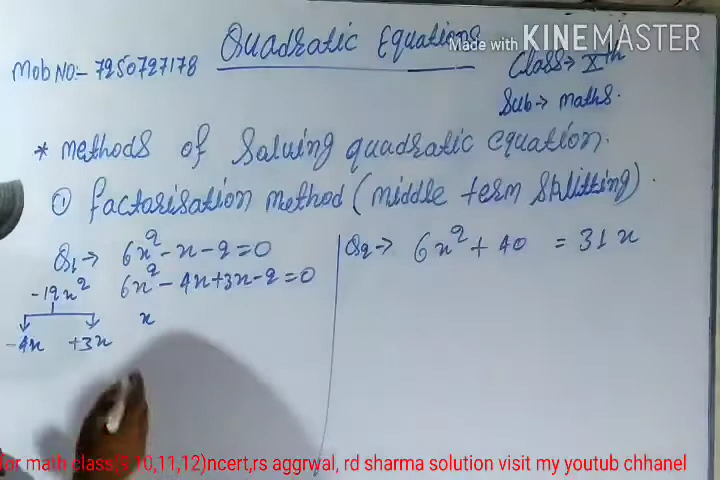 Quadratic Equations
Made with KINEMASTER
Mob No:- 7250727178
Class→ Xth
Sub→ maths.
* methods of Solving quadratic equation.
① factorisation method (middle term Splitting).
Q1→ 6x² - x - 2 = 0
-12x² 6x² - 4x + 3x - 2 = 0
-4x +3x x
Q2→ 6x² + 40 = 31x
for math class(9,10,11,12)ncert,rs aggrwal, rd sharma solution visit my youtub chhanel